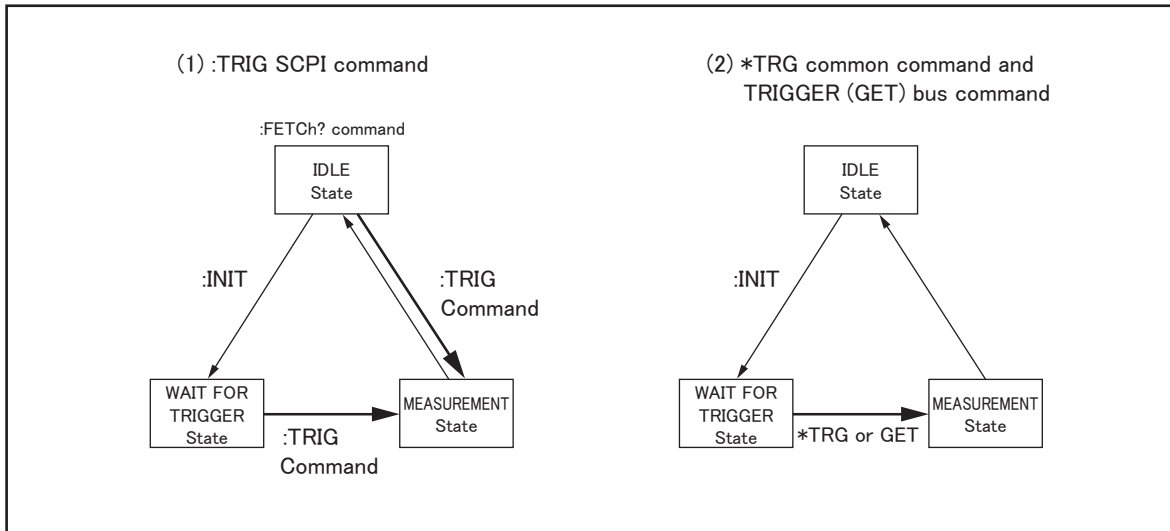 (1) :TRIG SCPI command
:FETCh? command
IDLE
State
:INIT
:TRIG
Command
WAIT FOR
TRIGGER
State
:TRIG
Command
MEASUREMENT
State
(2) *TRG common command and
TRIGGER (GET) bus command
IDLE
State
:INIT
WAIT FOR
TRIGGER
State
*TRG or GET
MEASUREMENT
State